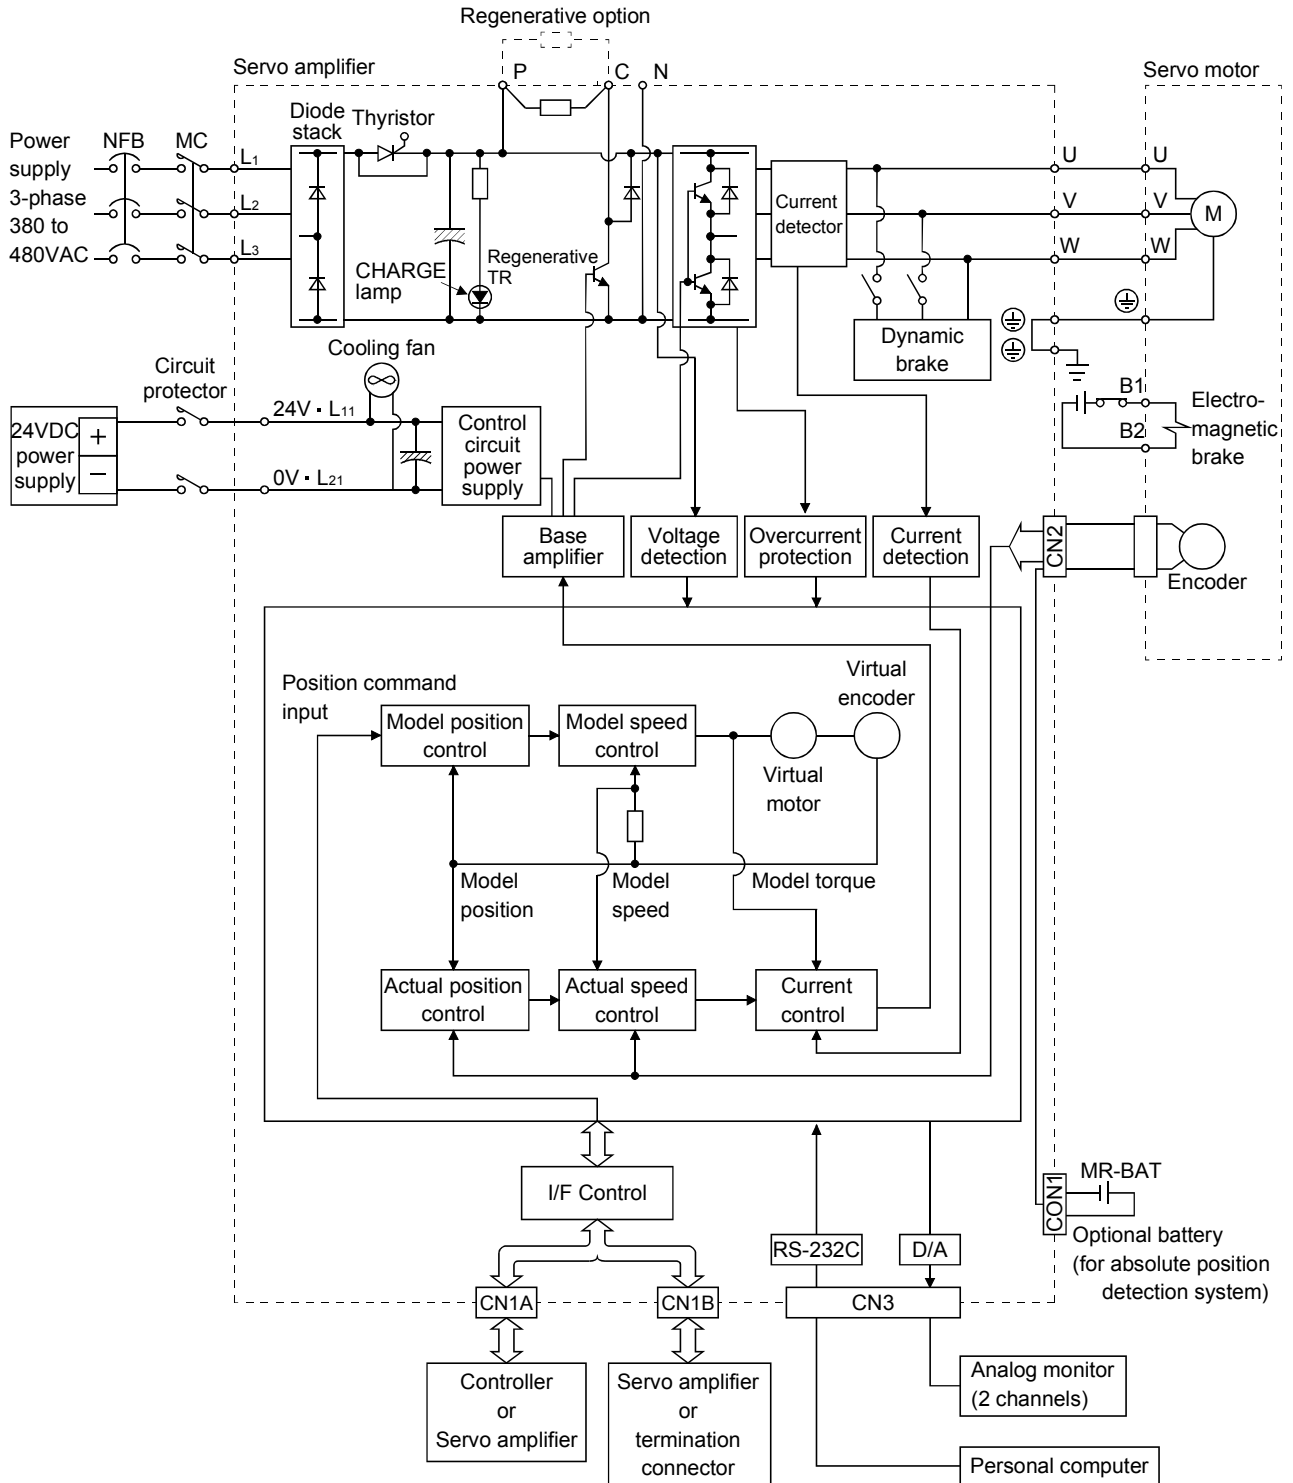 Regenerative option
Servo amplifier
P
C
N
Servo motor
Diode
stack
Thyristor
Power
supply
3-phase
380 to
480VAC
NFB
MC
L1
L2
L3
CHARGE
lamp
Regenerative
TR
Current
detector
U
V
W
U
V
W
M
Dynamic
brake
Cooling fan
Circuit
protector
24VDC
power
supply
+
−
24V · L11
0V · L21
Control
circuit
power
supply
B1
B2
Electro-
magnetic
brake
Base
amplifier
Voltage
detection
Overcurrent
protection
Current
detection
CN2
Encoder
Position command
input
Model position
control
Model speed
control
Virtual
encoder
Virtual
motor
Model
position
Model
speed
Model torque
Actual position
control
Actual speed
control
Current
control
I/F Control
RS-232C
D/A
CON1
MR-BAT
Optional battery
(for absolute position
detection system)
CN1A
CN1B
CN3
Controller
or
Servo amplifier
Servo amplifier
or
termination
connector
Analog monitor
(2 channels)
Personal computer